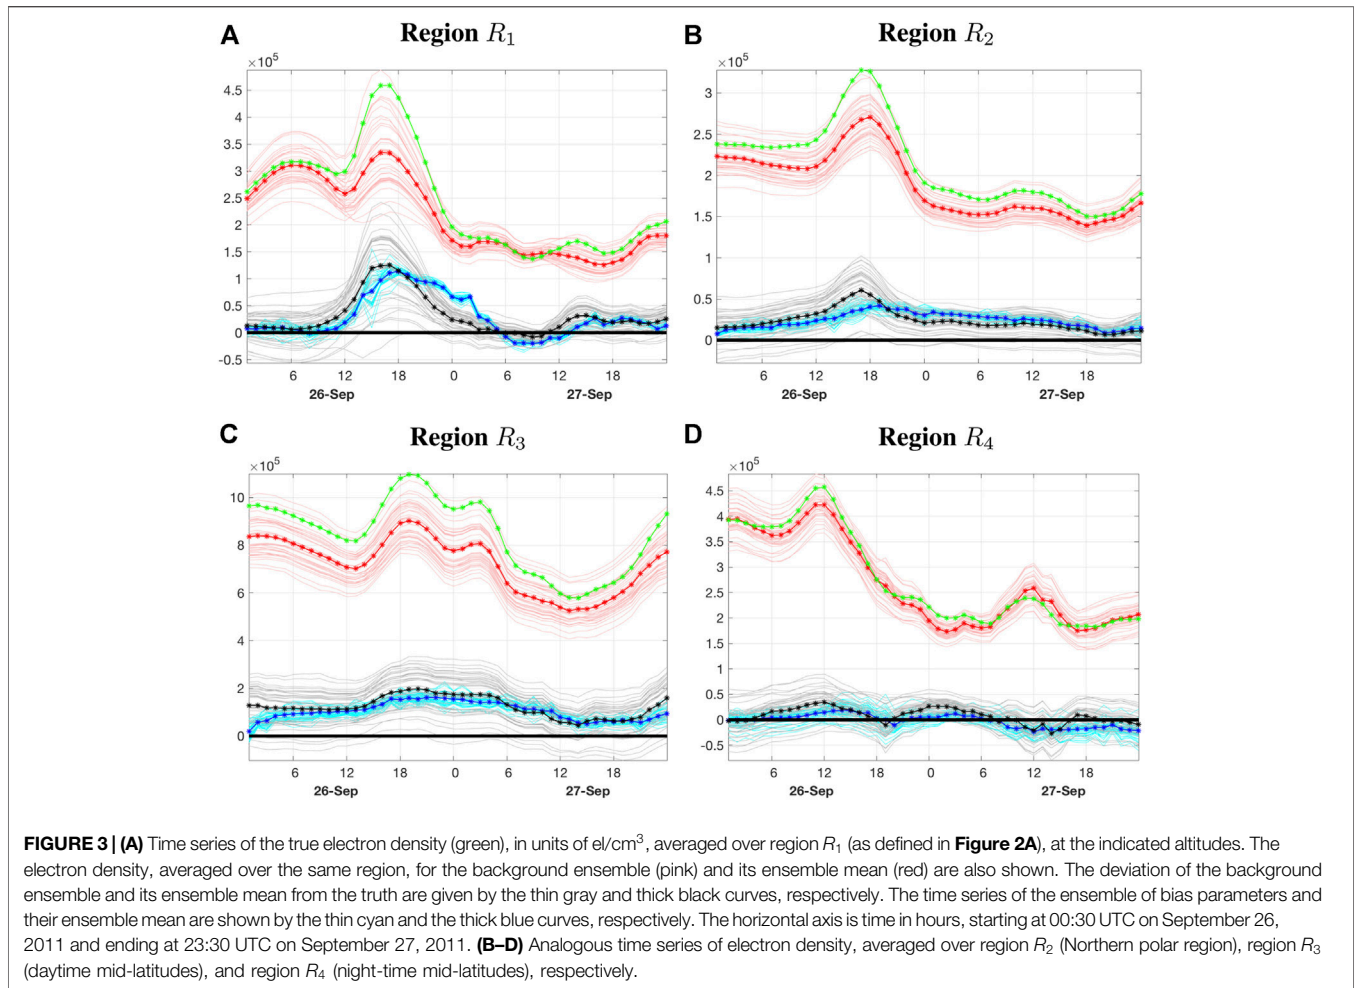 A Region R1
B Region R2
×10^5
4.5
4
3.5
3
2.5
2
1.5
1
0.5
0
-0.5
6 12 18 0 6 12 18
26-Sep 27-Sep
×10^5
3
2.5
2
1.5
1
0.5
0
6 12 18 0 6 12 18
26-Sep 27-Sep
C Region R3
D Region R4
×10^5
10
8
6
4
2
0
6 12 18 0 6 12 18
26-Sep 27-Sep
×10^5
4.5
4
3.5
3
2.5
2
1.5
1
0.5
0
-0.5
6 12 18 0 6 12 18
26-Sep 27-Sep
FIGURE 3 | (A) Time series of the true electron density (green), in units of el/cm3, averaged over region R1 (as defined in Figure 2A), at the indicated altitudes. The
electron density, averaged over the same region, for the background ensemble (pink) and its ensemble mean (red) are also shown. The deviation of the background
ensemble and its ensemble mean from the truth are given by the thin gray and thick black curves, respectively. The time series of the ensemble of bias parameters and
their ensemble mean are shown by the thin cyan and the thick blue curves, respectively. The horizontal axis is time in hours, starting at 00:30 UTC on September 26,
2011 and ending at 23:30 UTC on September 27, 2011. (B–D) Analogous time series of electron density, averaged over region R2 (Northern polar region), region R3
(daytime mid-latitudes), and region R4 (night-time mid-latitudes), respectively.